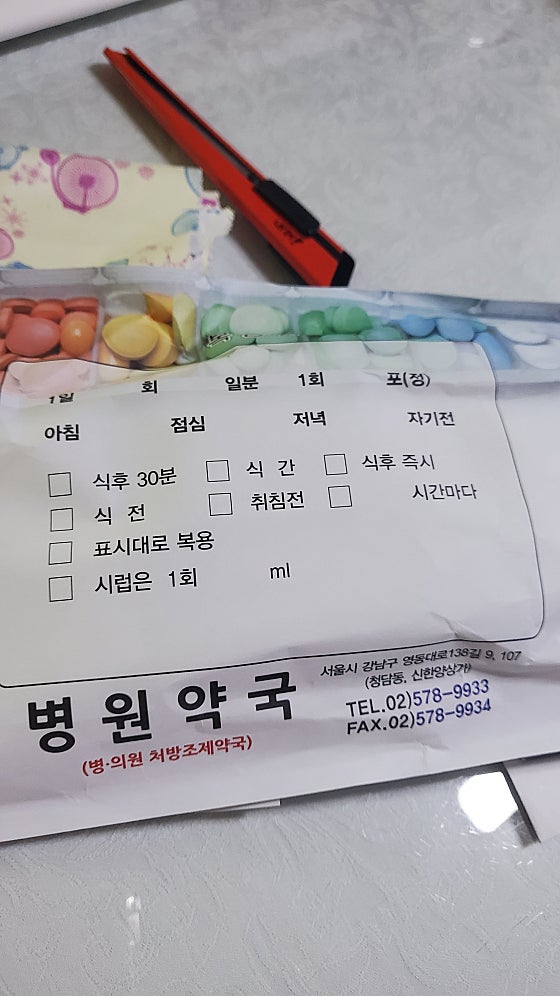 1일 회 일분 1회 포(정)
아침 점심 저녁 자기전
식후 30분 식 간 식후 즉시
식 전 취침전 시간마다
표시대로 복용
시럽은 1회 ml
병원약국
(병·의원 처방조제약국)
서울시 강남구 영동대로138길 9, 107
(청담동, 신한양상가)
TEL.02)578-9933
FAX.02)578-9934